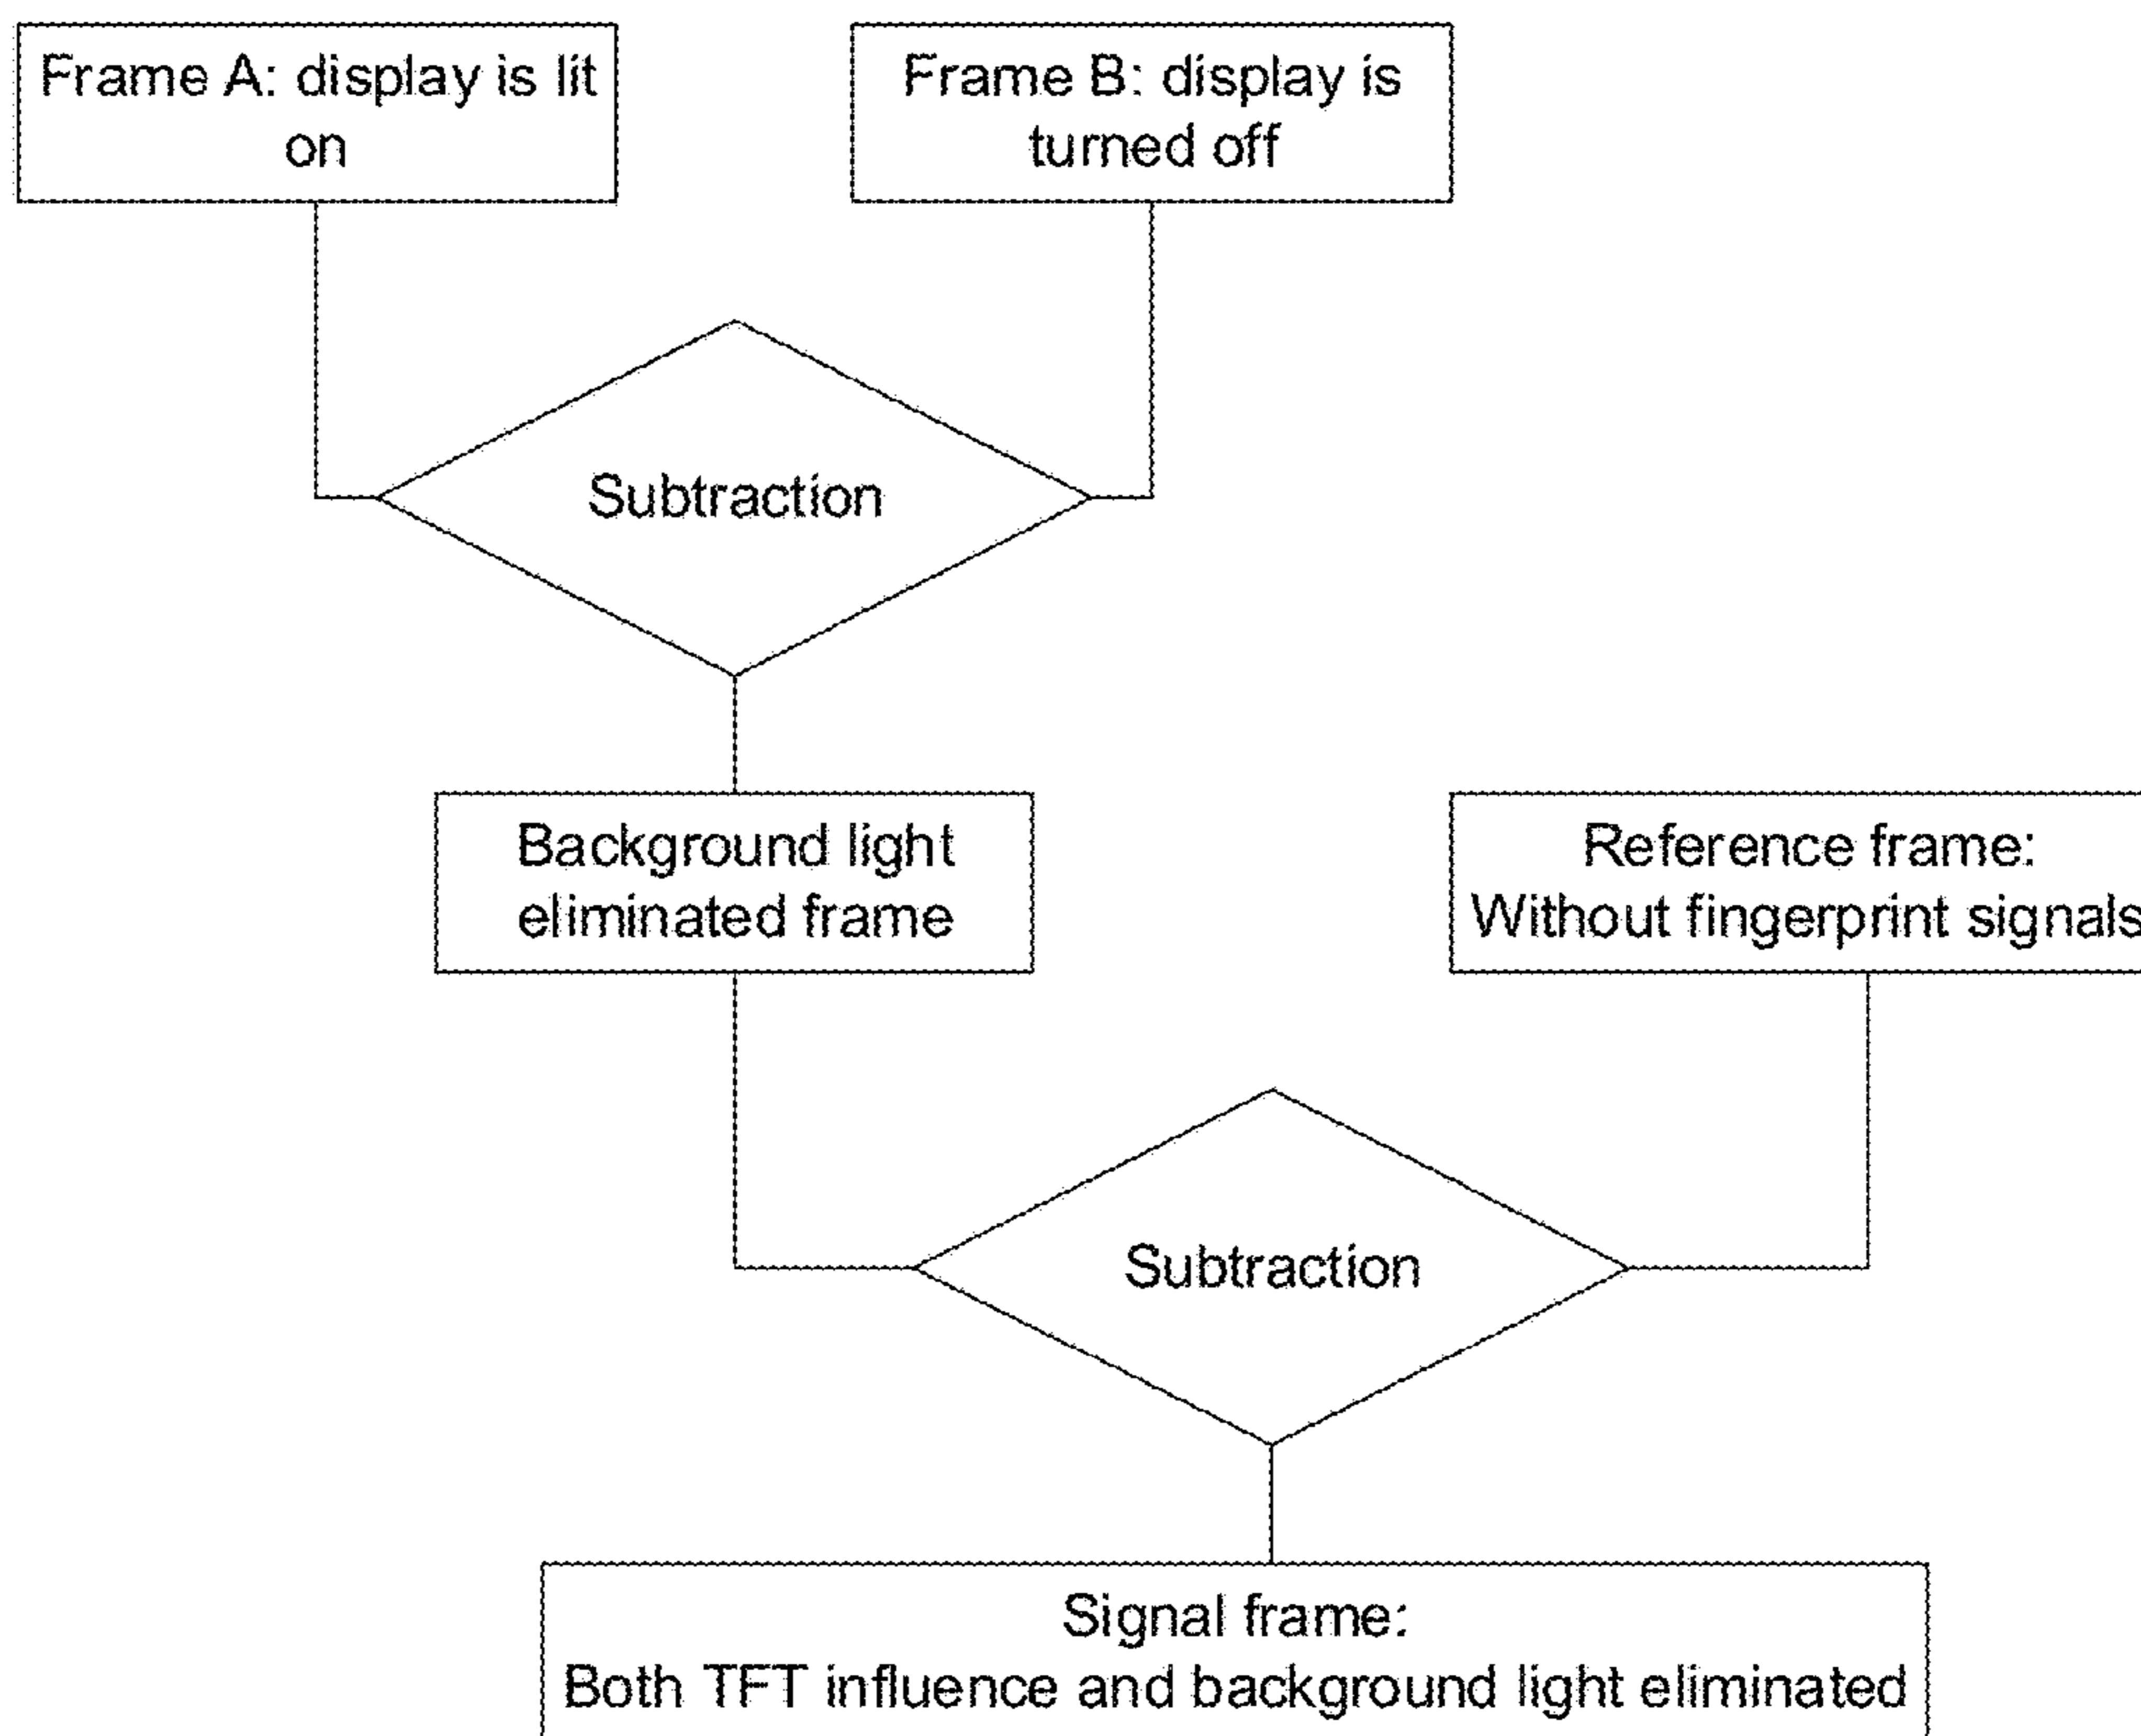 Frame A: display is lit
on
Frame B: display is
turned off
Subtraction
Background light
eliminated frame
Reference frame:
Without fingerprint signals
Subtraction
Signal frame:
Both TFT influence and background light eliminated